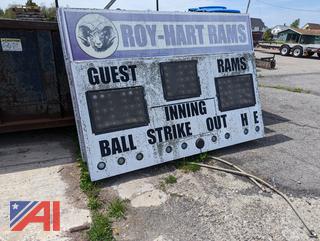 ROY-HART RAMS
GUEST
RAMS
INNING
BALL STRIKE OUT H E
AI